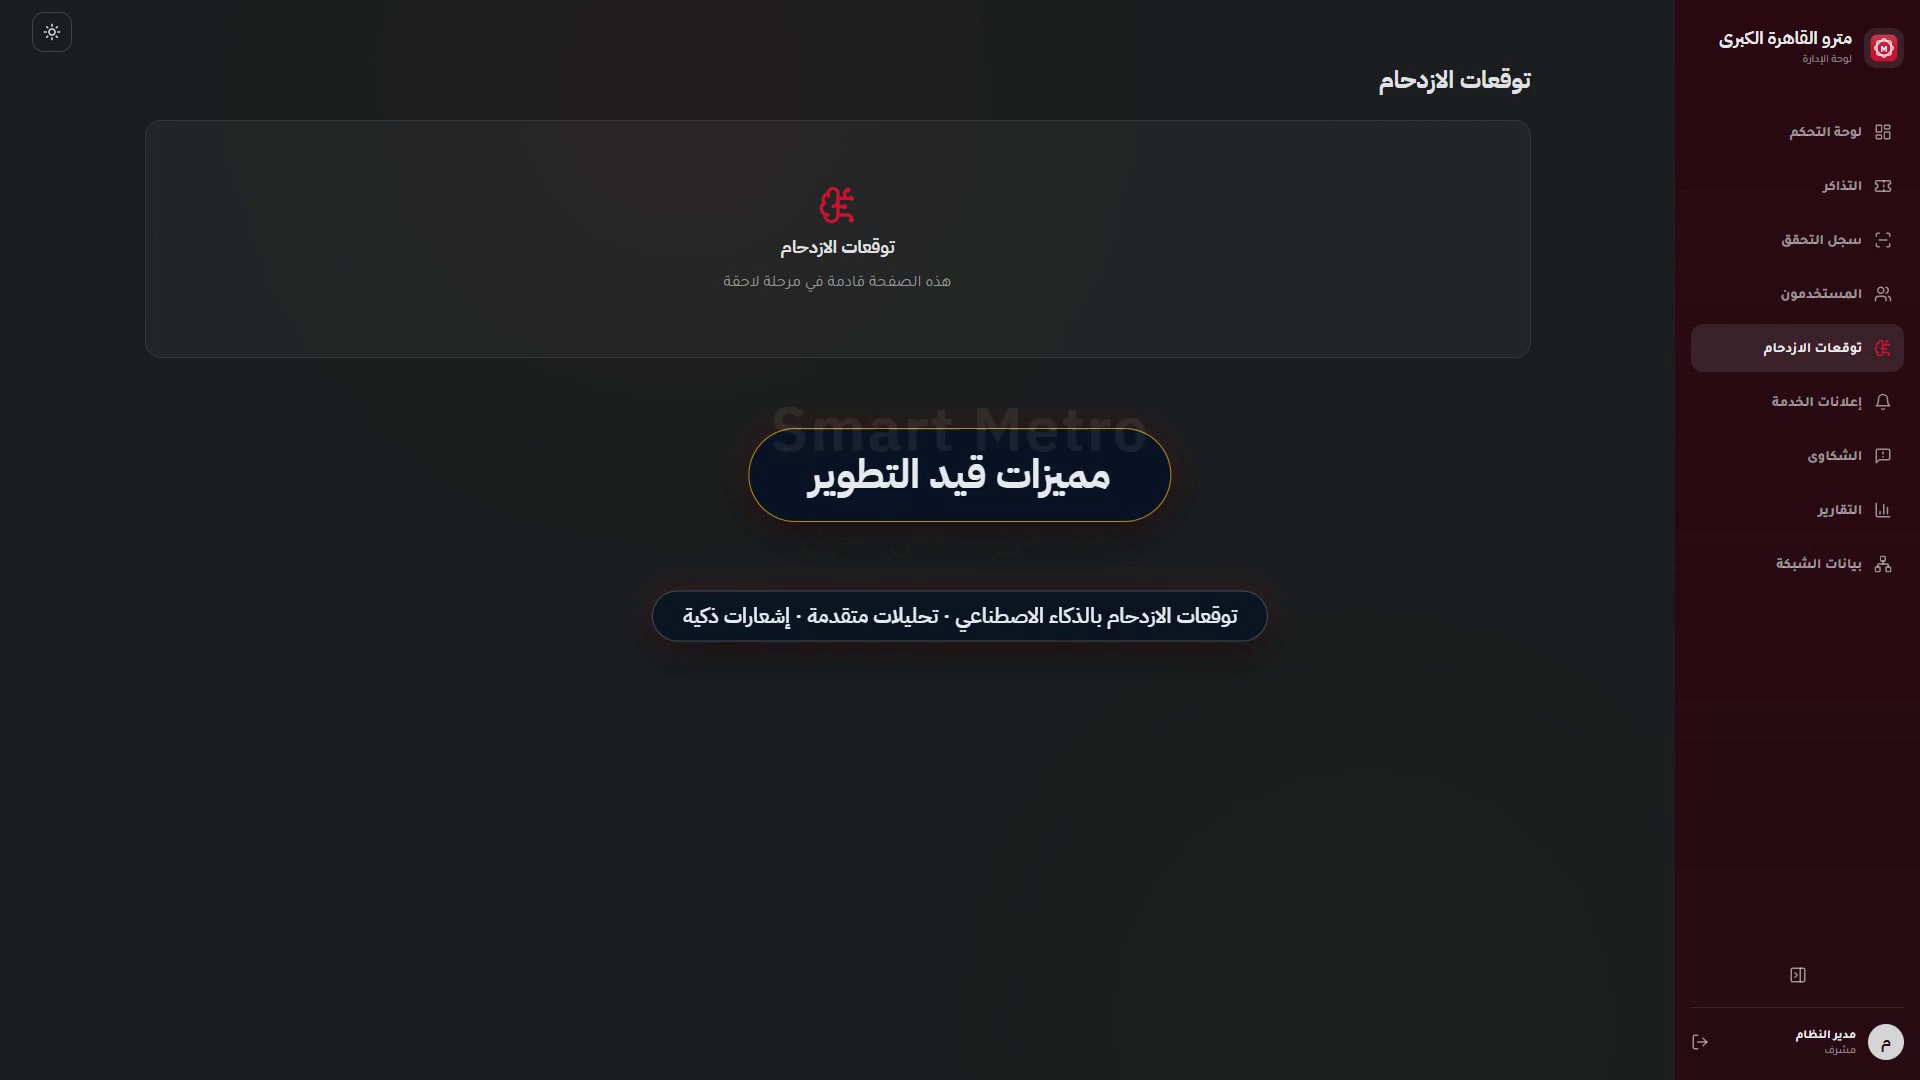 مترو القاهرة الكبرى
لوحة الإدارة
لوحة التحكم
التذاكر
سجل التحقق
المستخدمون
توقعات الازدحام
إعلانات الخدمة
الشكاوى
التقارير
بيانات الشبكة
مدير النظام
مشرف
م
توقعات الازدحام
توقعات الازدحام
هذه الصفحة قادمة في مرحلة لاحقة
Smart Metro
مميزات قيد التطوير
توقعات الازدحام بالذكاء الاصطناعي · تحليلات متقدمة · إشعارات ذكية